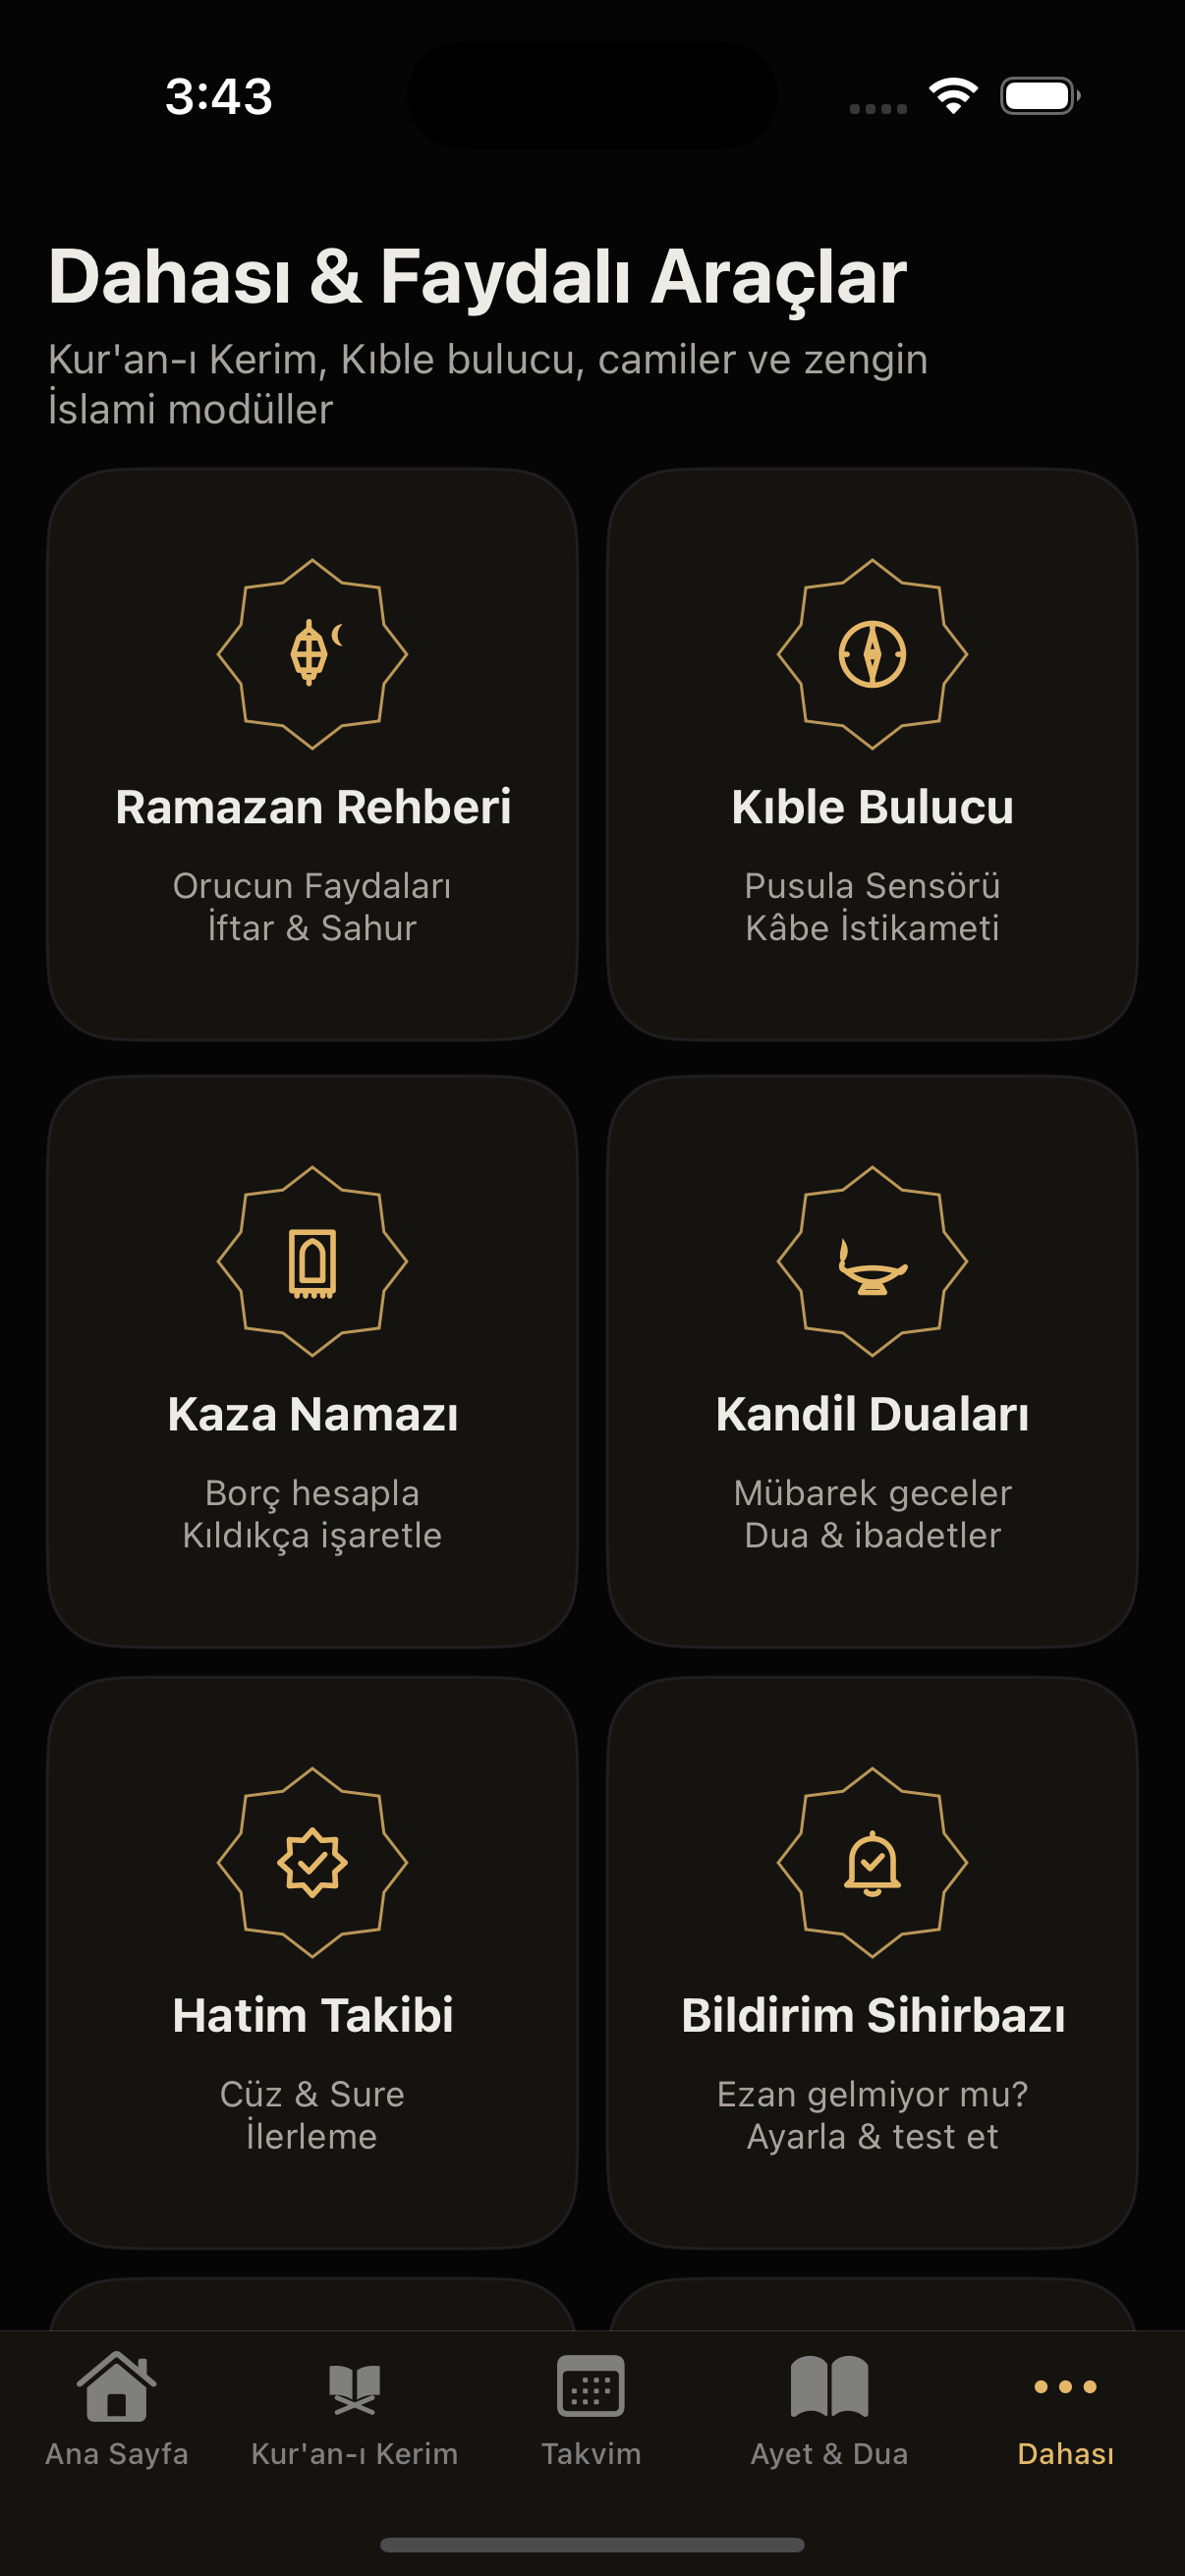 3:43
Dahası & Faydalı Araçlar
Kur'an-ı Kerim, Kıble bulucu, camiler ve zengin
İslami modüller
Ramazan Rehberi
Orucun Faydaları
İftar & Sahur
Kıble Bulucu
Pusula Sensörü
Kâbe İstikameti
Kaza Namazı
Borç hesapla
Kıldıkça işaretle
Kandil Duaları
Mübarek geceler
Dua & ibadetler
Hatim Takibi
Cüz & Sure
İlerleme
Bildirim Sihirbazı
Ezan gelmiyor mu?
Ayarla & test et
Ana Sayfa
Kur'an-ı Kerim
Takvim
Ayet & Dua
Dahası